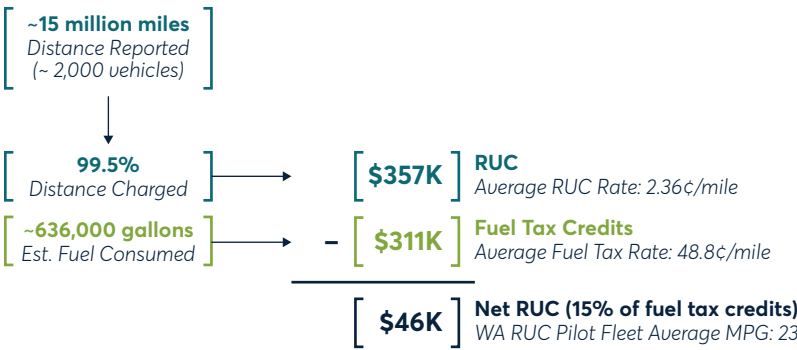 ~15 million miles
Distance Reported
(~ 2,000 vehicles)
99.5%
Distance Charged
$357K
RUC
Average RUC Rate: 2.36¢/mile
~636,000 gallons
Est. Fuel Consumed
– $311K
Fuel Tax Credits
Average Fuel Tax Rate: 48.8¢/mile
$46K
Net RUC (15% of fuel tax credits)
WA RUC Pilot Fleet Average MPG: 23